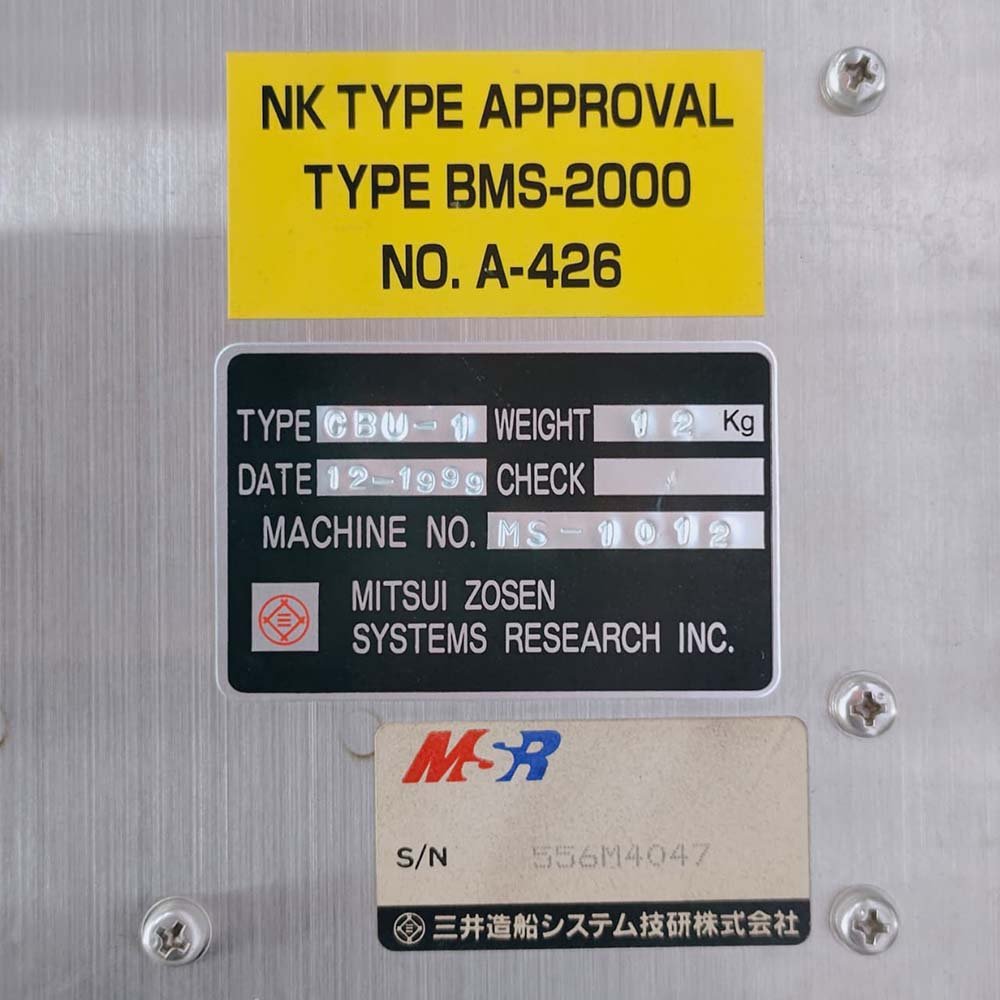 NK TYPE APPROVAL
TYPE BMS-2000
NO. A-426
TYPE CBU-1 WEIGHT 12 Kg
DATE 12-1999 CHECK
MACHINE NO. MS-1012
MITSUI ZOSEN
SYSTEMS RESEARCH INC.
MSR
S/N 556M4047
三井造船システム技研株式会社